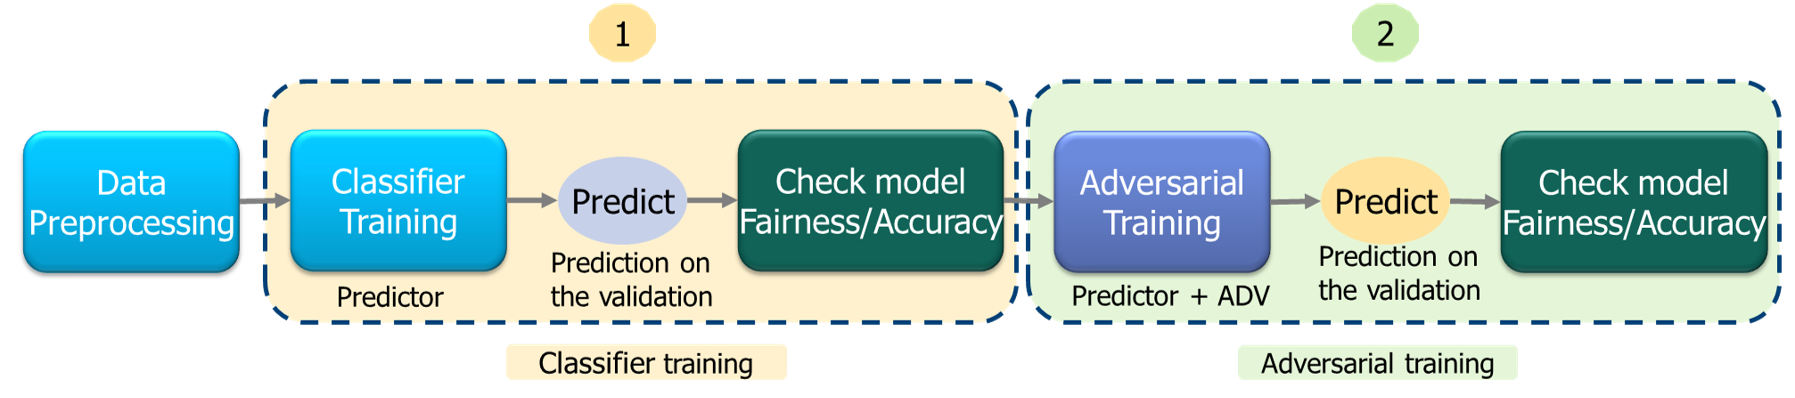 1
2
Data
Preprocessing
Classifier
Training
Predictor
Predict
Prediction on
the validation
Check model
Fairness/Accuracy
Adversarial
Training
Predictor + ADV
Predict
Prediction on
the validation
Check model
Fairness/Accuracy
Classifier training
Adversarial training